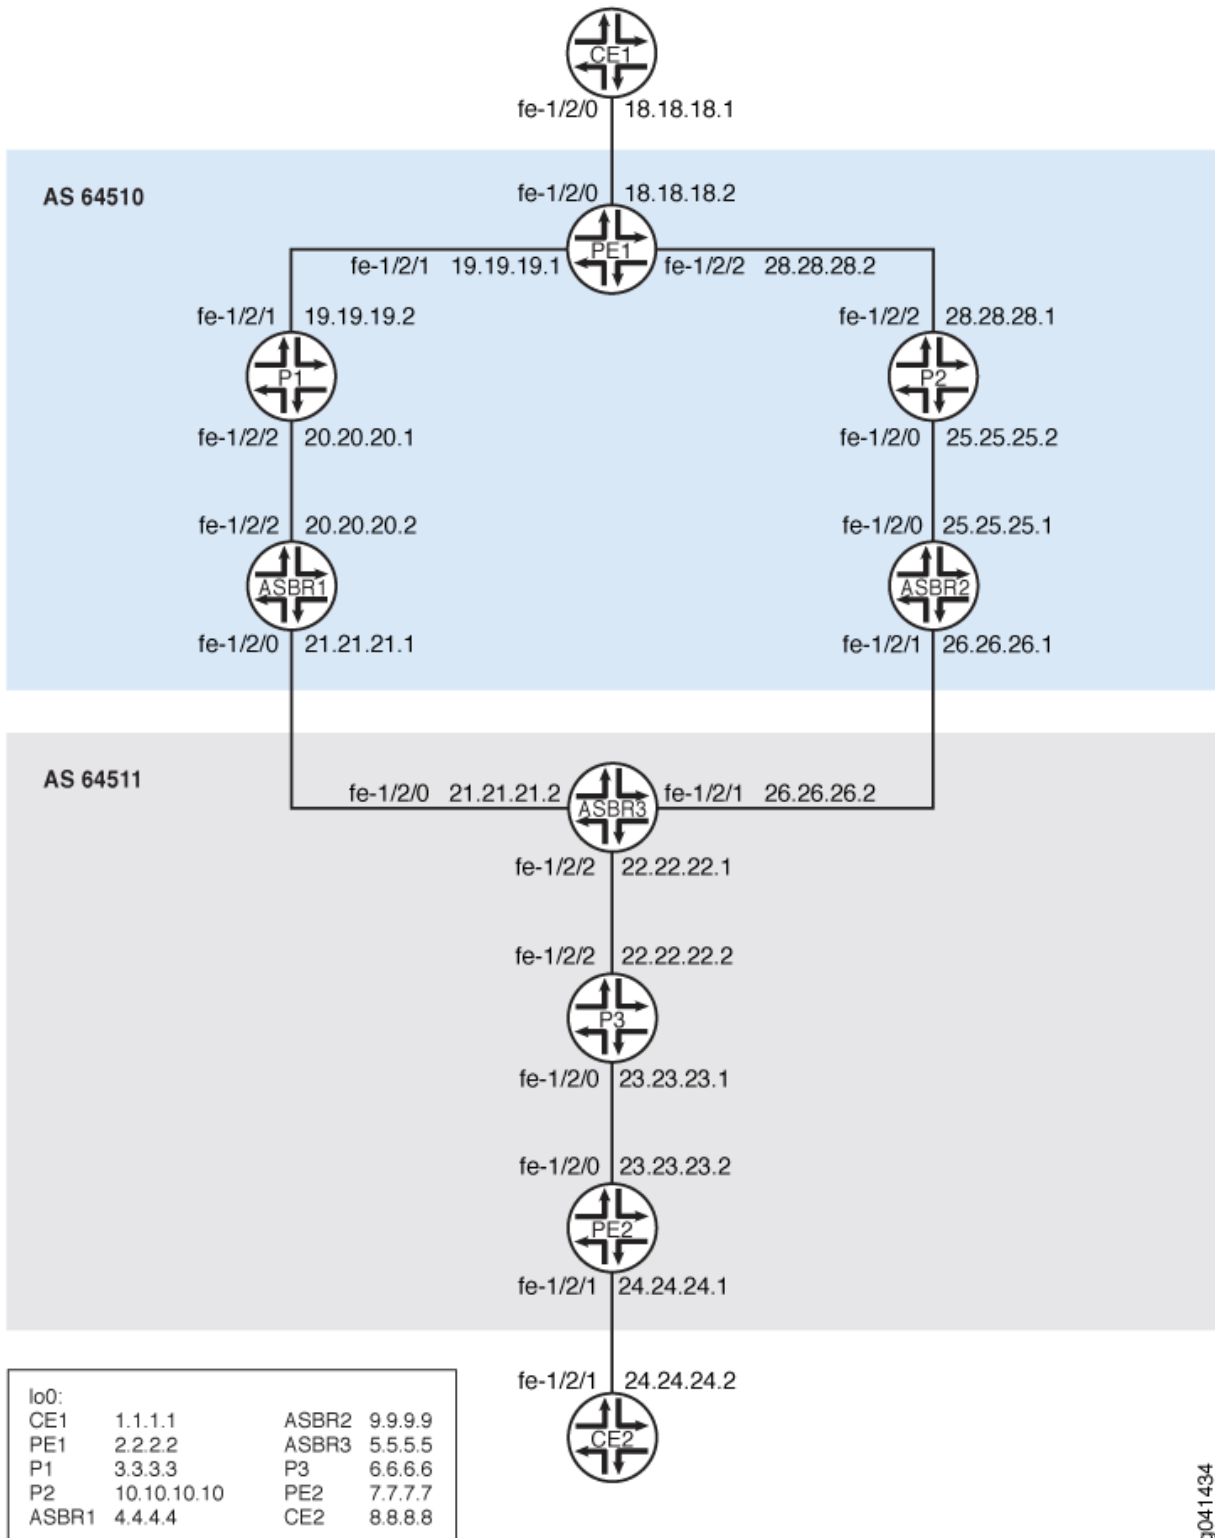 CE1
fe-1/2/0 18.18.18.1
AS 64510
fe-1/2/0 18.18.18.2
PE1
fe-1/2/1 19.19.19.1
fe-1/2/2 28.28.28.2
fe-1/2/1 19.19.19.2
fe-1/2/2 28.28.28.1
P1
P2
fe-1/2/2 20.20.20.1
fe-1/2/0 25.25.25.2
fe-1/2/2 20.20.20.2
fe-1/2/0 25.25.25.1
ASBR1
ASBR2
fe-1/2/0 21.21.21.1
fe-1/2/1 26.26.26.1
AS 64511
fe-1/2/0 21.21.21.2
ASBR3
fe-1/2/1 26.26.26.2
fe-1/2/2 22.22.22.1
fe-1/2/2 22.22.22.2
P3
fe-1/2/0 23.23.23.1
fe-1/2/0 23.23.23.2
PE2
fe-1/2/1 24.24.24.1
fe-1/2/1 24.24.24.2
CE2
lo0:
CE1 1.1.1.1 ASBR2 9.9.9.9
PE1 2.2.2.2 ASBR3 5.5.5.5
P1 3.3.3.3 P3 6.6.6.6
P2 10.10.10.10 PE2 7.7.7.7
ASBR1 4.4.4.4 CE2 8.8.8.8
g041434